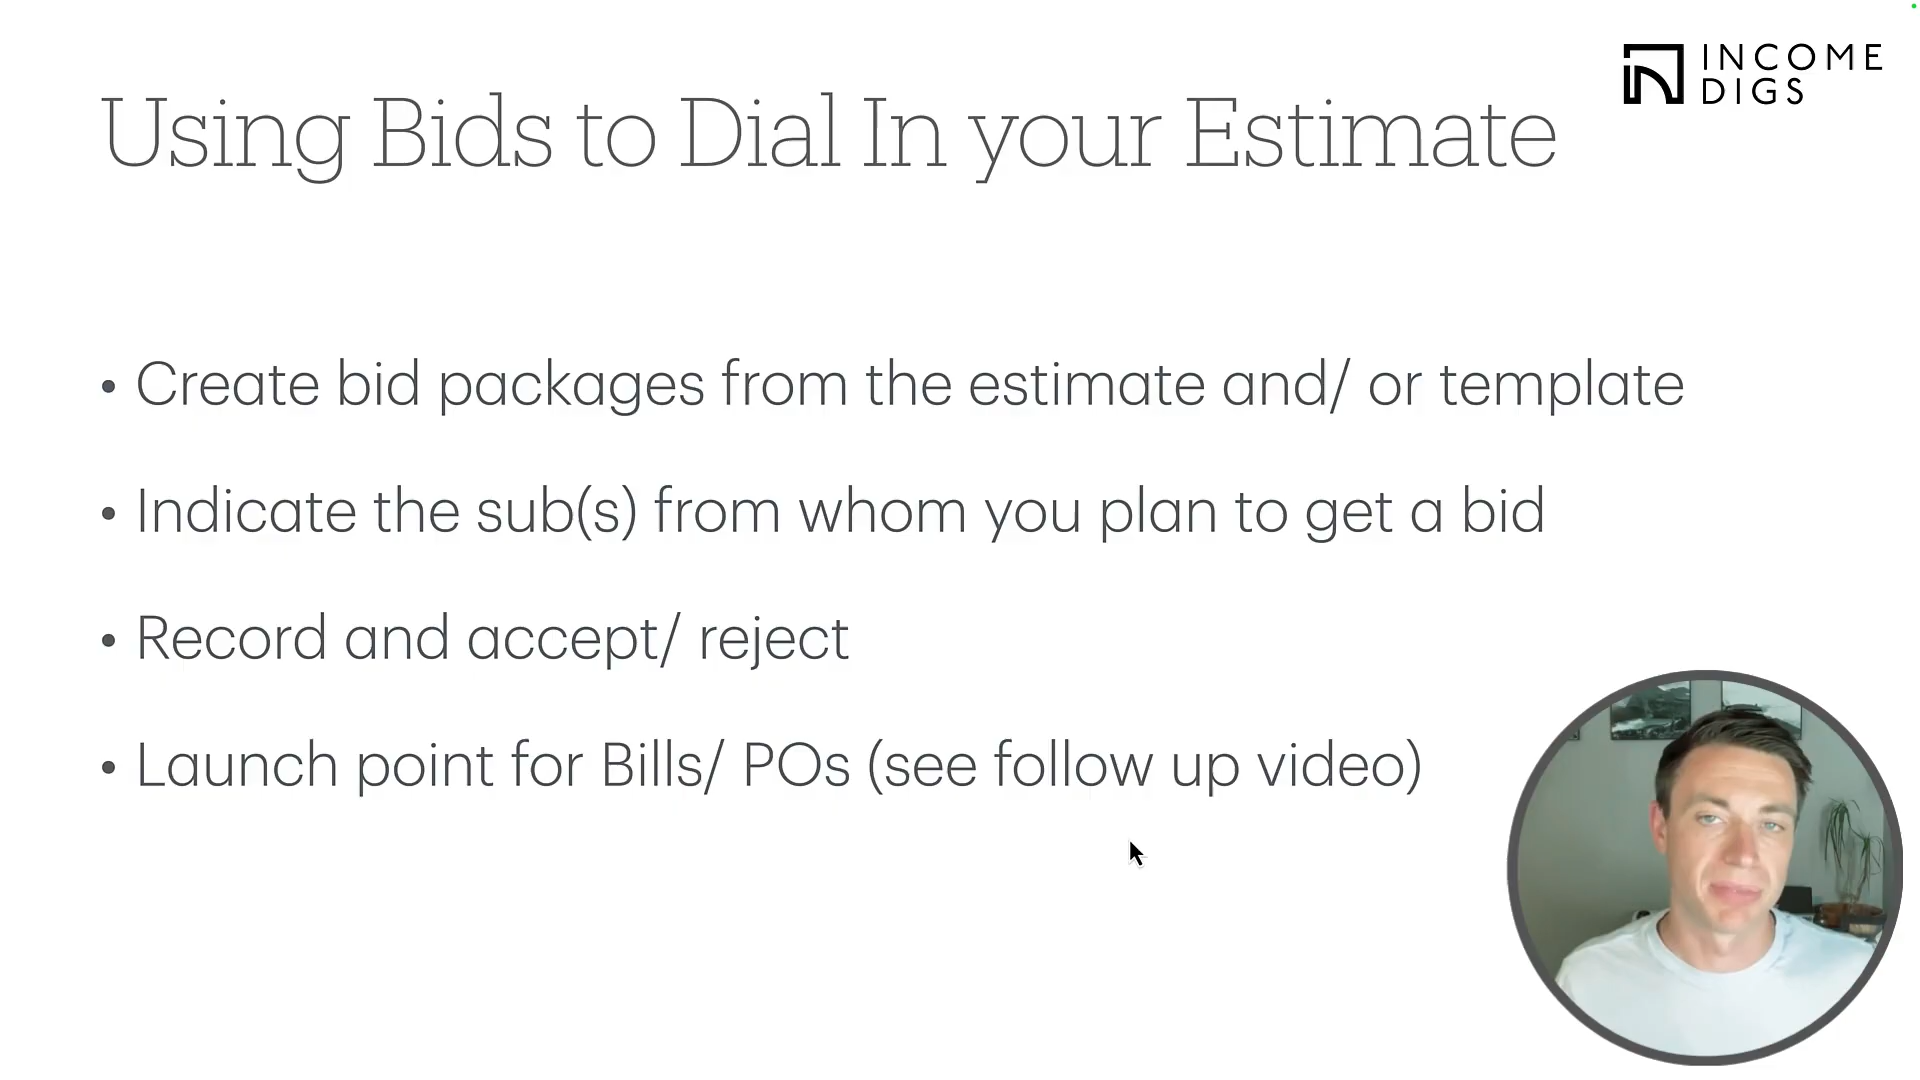 INCOME
DIGS
Using Bids to Dial In your Estimate
• Create bid packages from the estimate and/ or template
• Indicate the sub(s) from whom you plan to get a bid
• Record and accept/ reject
• Launch point for Bills/ POs (see follow up video)